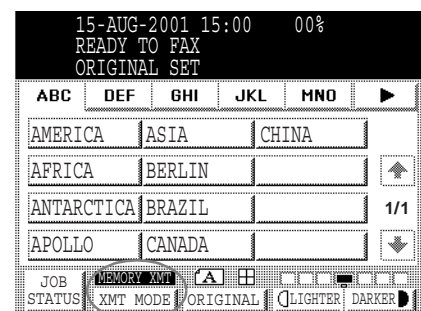 15-AUG-2001 15:00 00%
READY TO FAX
ORIGINAL SET
ABC DEF GHI JKL MNO
AMERICA ASIA CHINA
AFRICA BERLIN
ANTARCTICA BRAZIL 1/1
APOLLO CANADA
JOB MEMORY XMT A
STATUS XMT MODE ORIGINAL LIGHTER DARKER